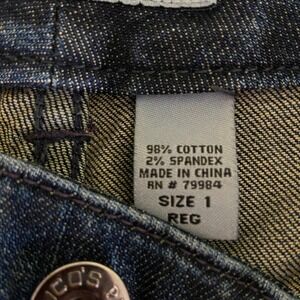 98% COTTON
2% SPANDEX
MADE IN CHINA
RN # 79984
SIZE 1
REG